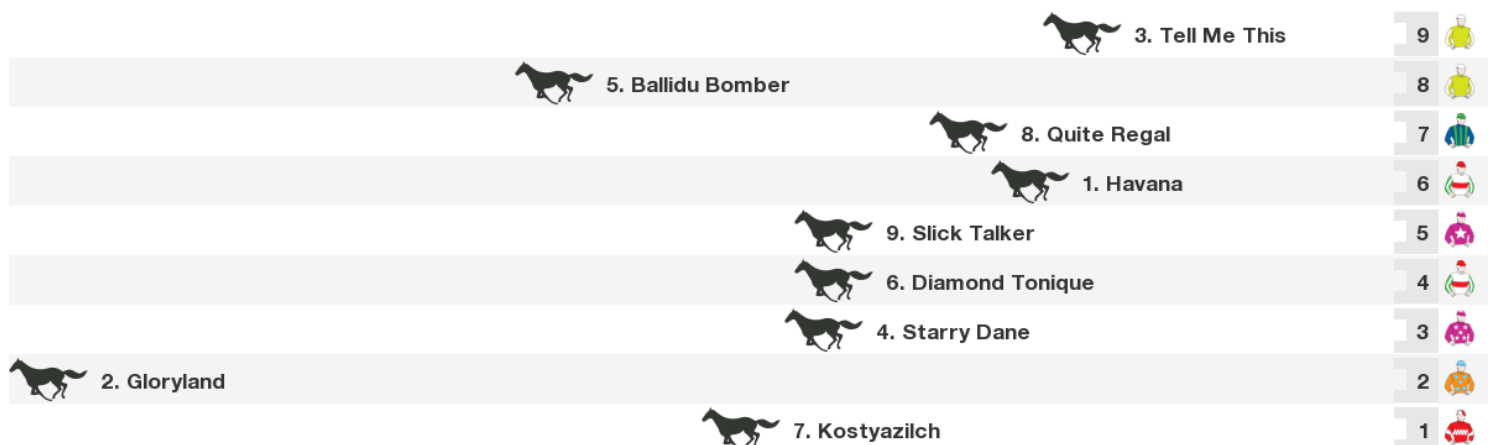 3. Tell Me This 9
5. Ballidu Bomber 8
8. Quite Regal 7
1. Havana 6
9. Slick Talker 5
6. Diamond Tonique 4
4. Starry Dane 3
2. Gloryland 2
7. Kostyazilch 1